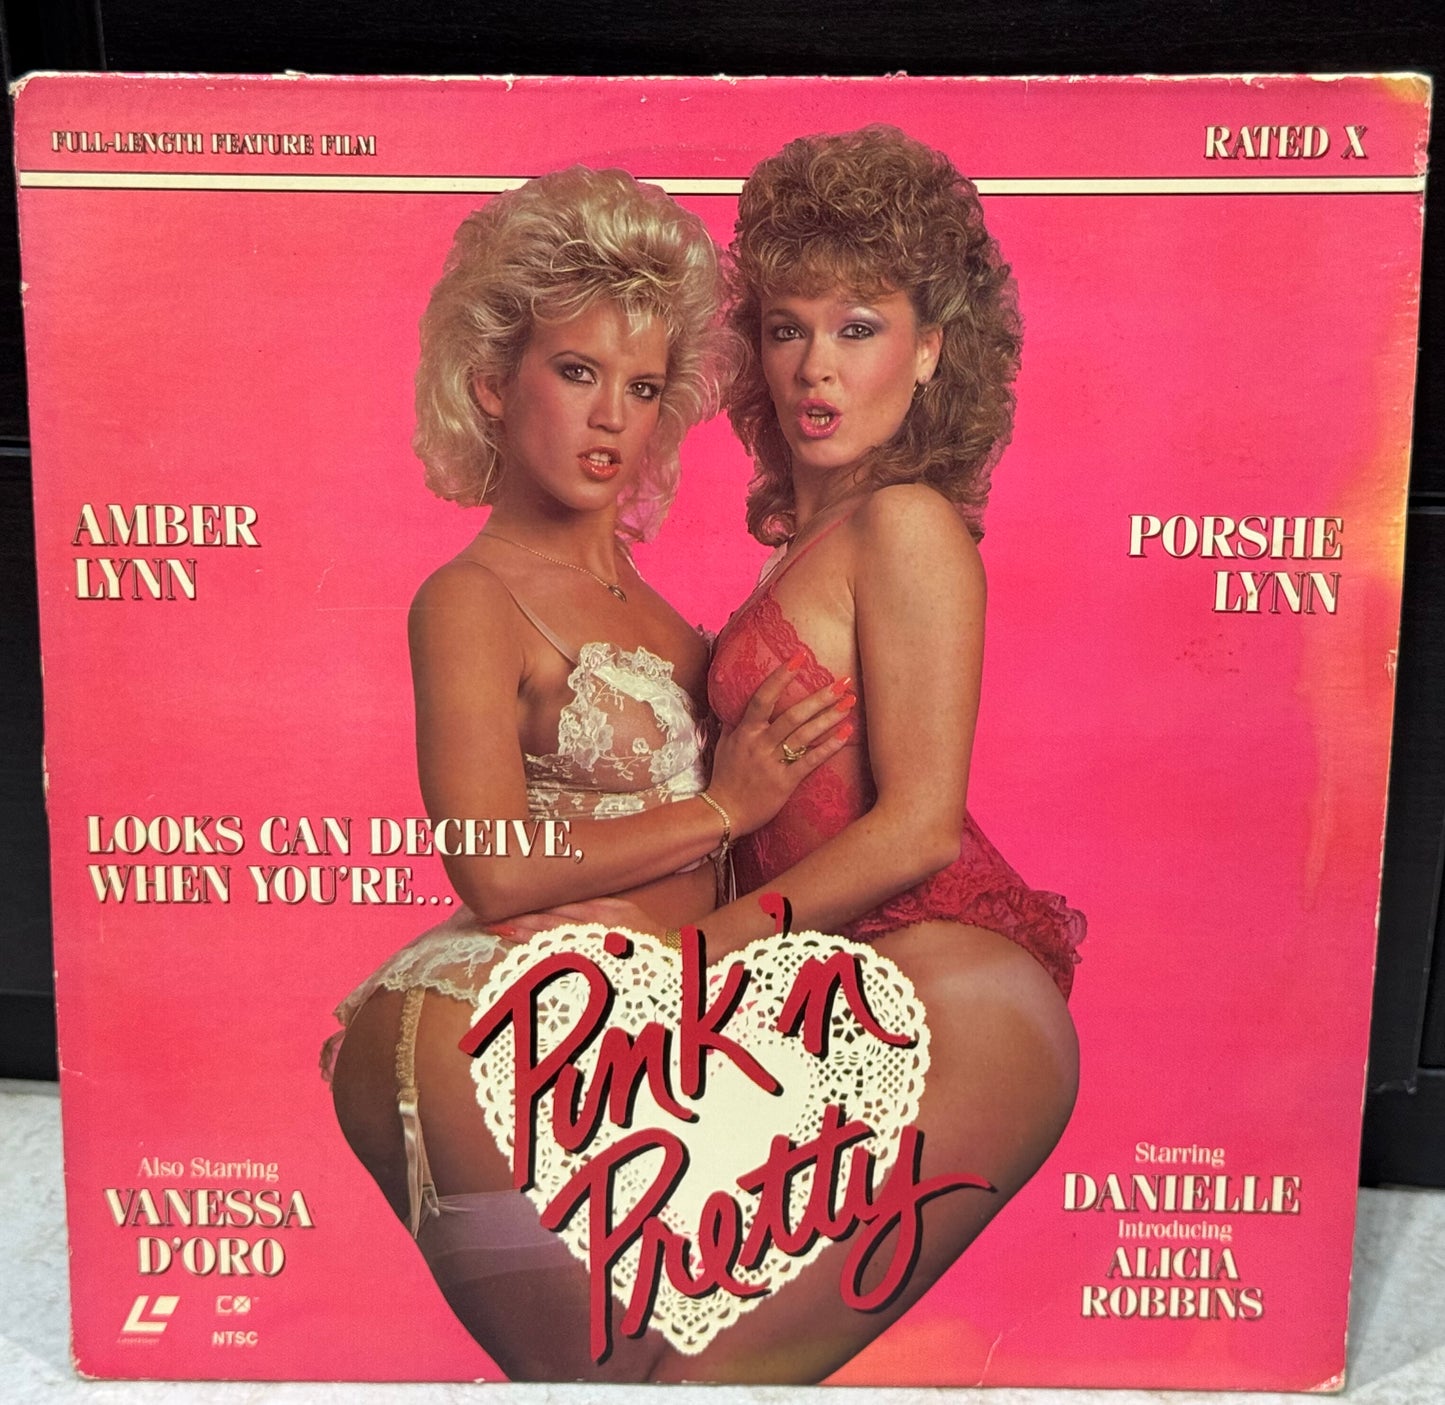 FULL-LENGTH FEATURE FILM
RATED X
AMBER
LYNN
PORSHE
LYNN
LOOKS CAN DECEIVE,
WHEN YOU'RE...
Pink 'n
Pretty
Also Starring
VANESSA
D'ORO
Starring
DANIELLE
Introducing
ALICIA
ROBBINS
CX
NTSC